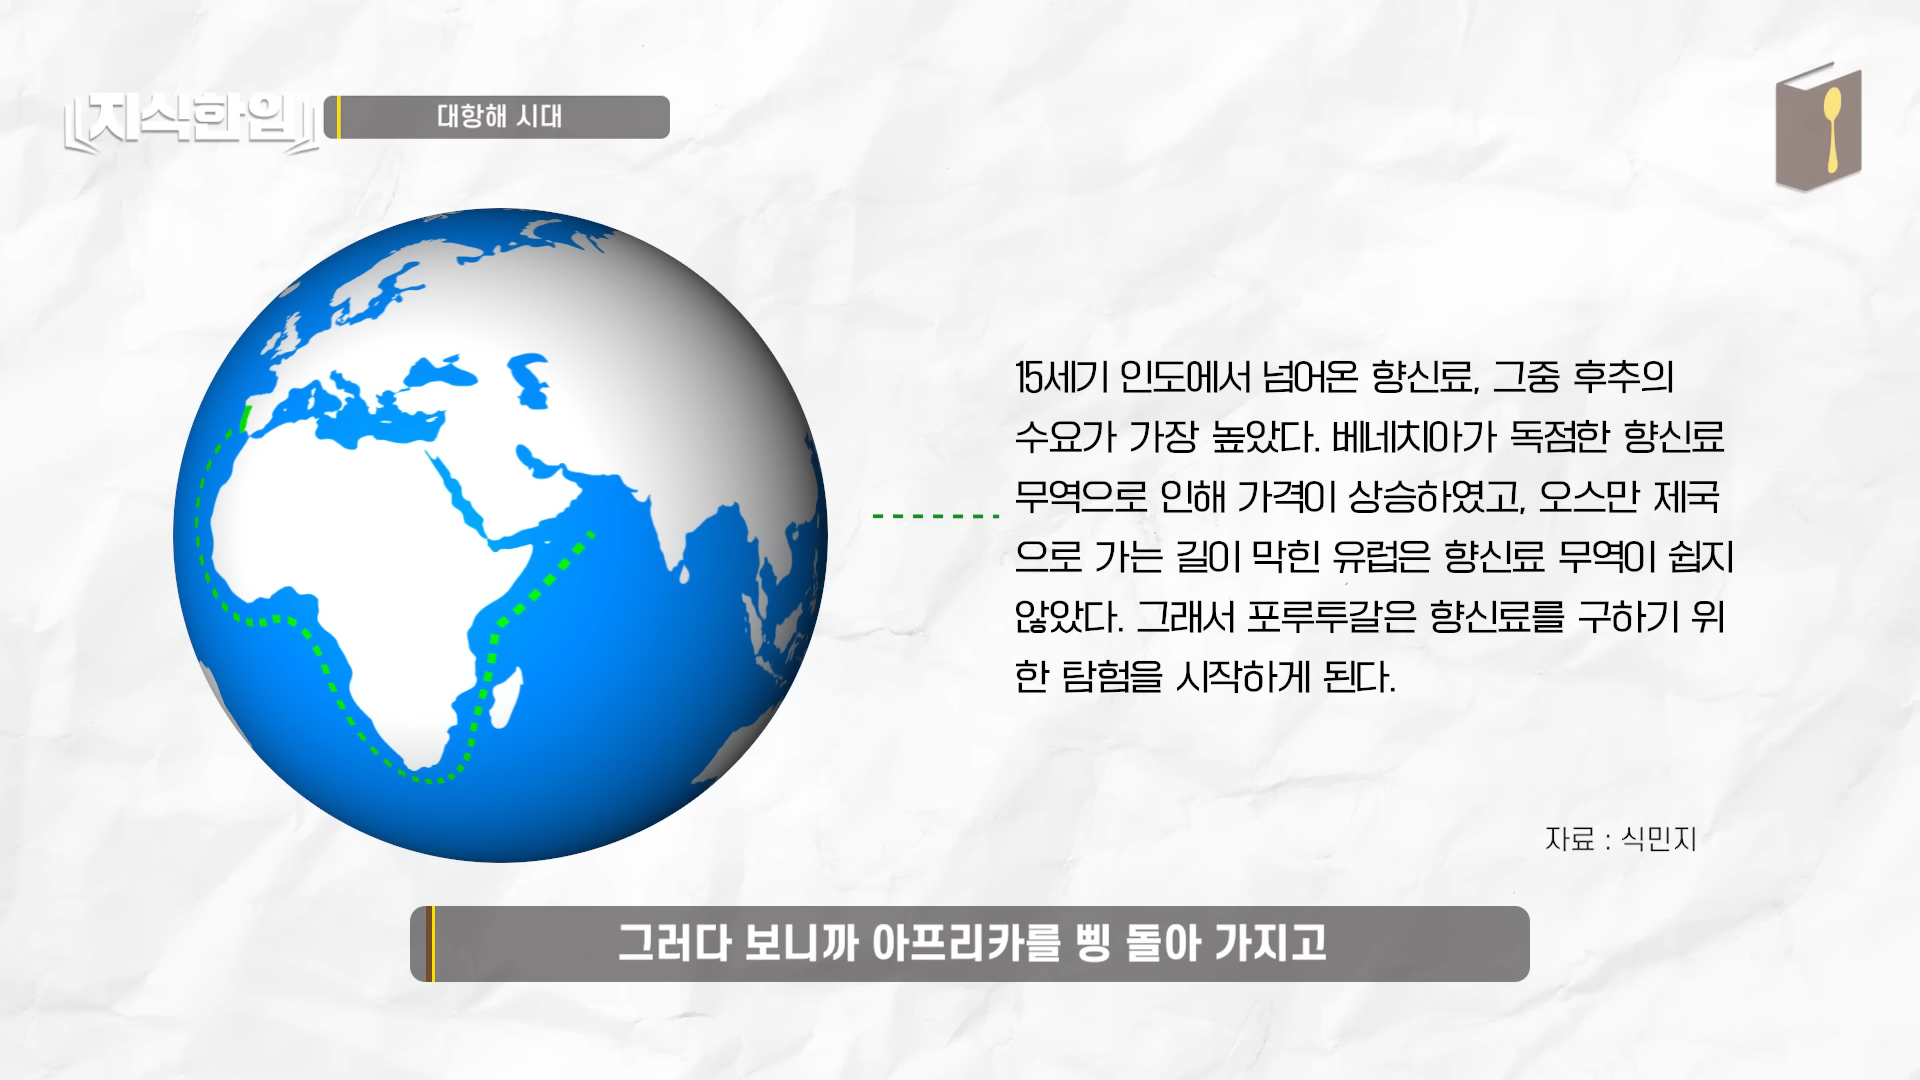 지식한입
대항해 시대
15세기 인도에서 넘어온 향신료, 그중 후추의
수요가 가장 높았다. 베네치아가 독점한 향신료
무역으로 인해 가격이 상승하였고, 오스만 제국
으로 가는 길이 막힌 유럽은 향신료 무역이 쉽지
않았다. 그래서 포루투갈은 향신료를 구하기 위
한 탐험을 시작하게 된다.
자료 : 식민지
그러다 보니까 아프리카를 삥 돌아 가지고